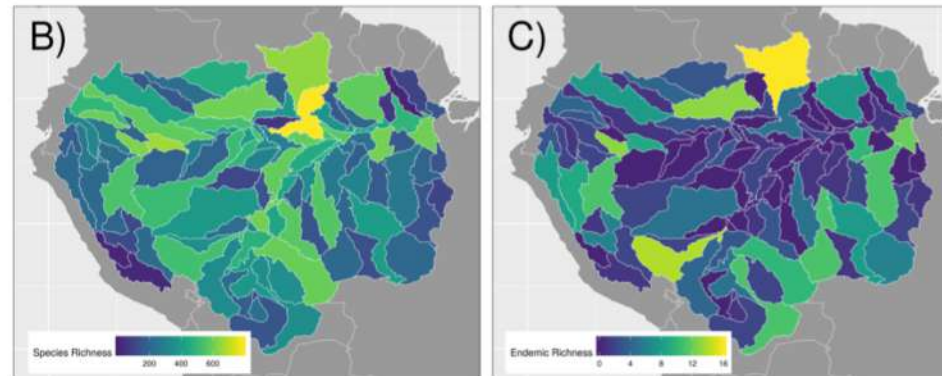 B)
C)
Species Richness
200 400 600
Endemic Richness
0 4 8 12 16